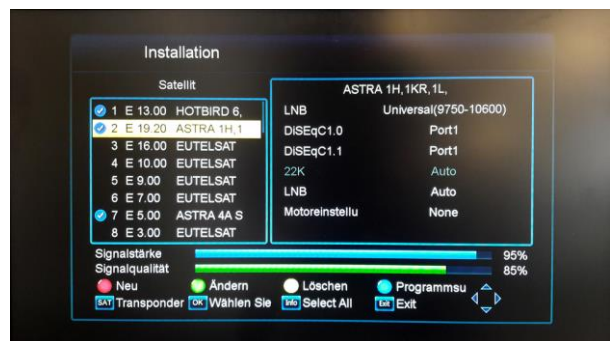 Installation
Satellit
1 E 13.00 HOTBIRD 6,
2 E 19.20 ASTRA 1H,1
3 E 16.00 EUTELSAT
4 E 10.00 EUTELSAT
5 E 9.00 EUTELSAT
6 E 7.00 EUTELSAT
7 E 5.00 ASTRA 4A S
8 E 3.00 EUTELSAT
ASTRA 1H,1KR,1L,
LNB Universal(9750-10600)
DiSEqC1.0 Port1
DiSEqC1.1 Port1
22K Auto
LNB Auto
Motoreinstellu None
Signalstärke 95%
Signalqualität 85%
Neu Ändern Löschen Programmsu
SAT Transponder OK Wählen Sie Info Select All Exit Exit